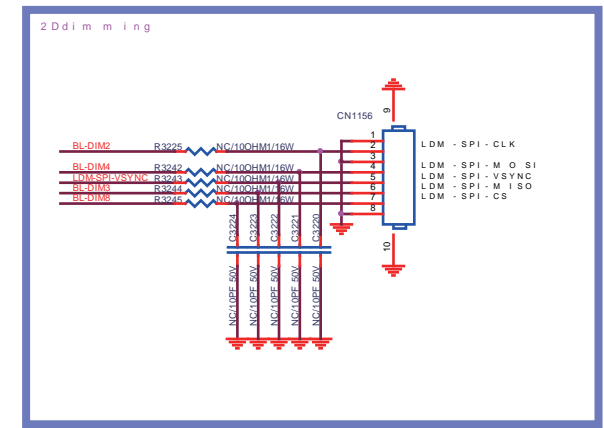 2Ddimming
9
CN1156
1
BL-DIM2 R3225 NC/10OHM1/16W 2 LDM-SPI-CLK
3
BL-DIM4 R3242 NC/10OHM1/16W 4 LDM-SPI-MOSI
LDM-SPI-VSYNC R3243 NC/10OHM1/16W 5 LDM-SPI-VSYNC
BL-DIM3 R3244 NC/10OHM1/16W 6 LDM-SPI-MISO
BL-DIM8 R3245 NC/10OHM1/16W 7 LDM-SPI-CS
8
C3224 C3223 C3222 C3221 C3220
10
NC/10PF 50V NC/10PF 50V NC/10PF 50V NC/10PF 50V NC/10PF 50V